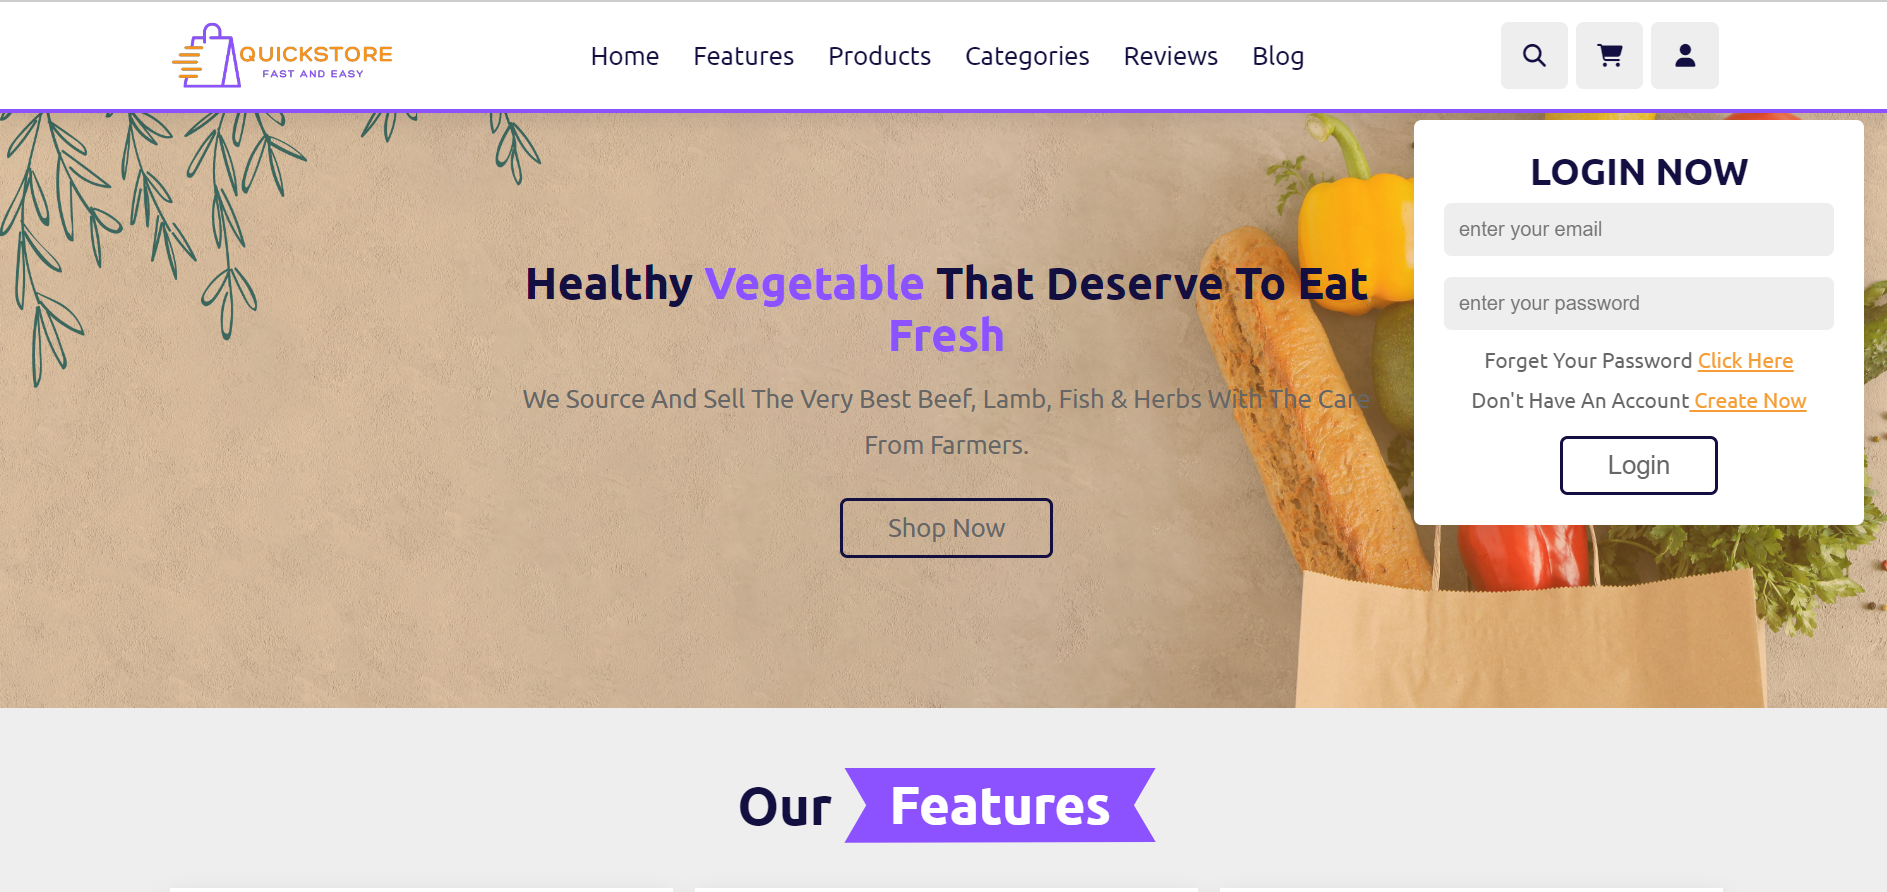 QUICKSTORE
FAST AND EASY
Home Features Products Categories Reviews Blog
LOGIN NOW
enter your email
enter your password
Forget Your Password Click Here
Don't Have An Account Create Now
Login
Healthy Vegetable That Deserve To Eat
Fresh
We Source And Sell The Very Best Beef, Lamb, Fish & Herbs With The Care
From Farmers.
Shop Now
Our Features